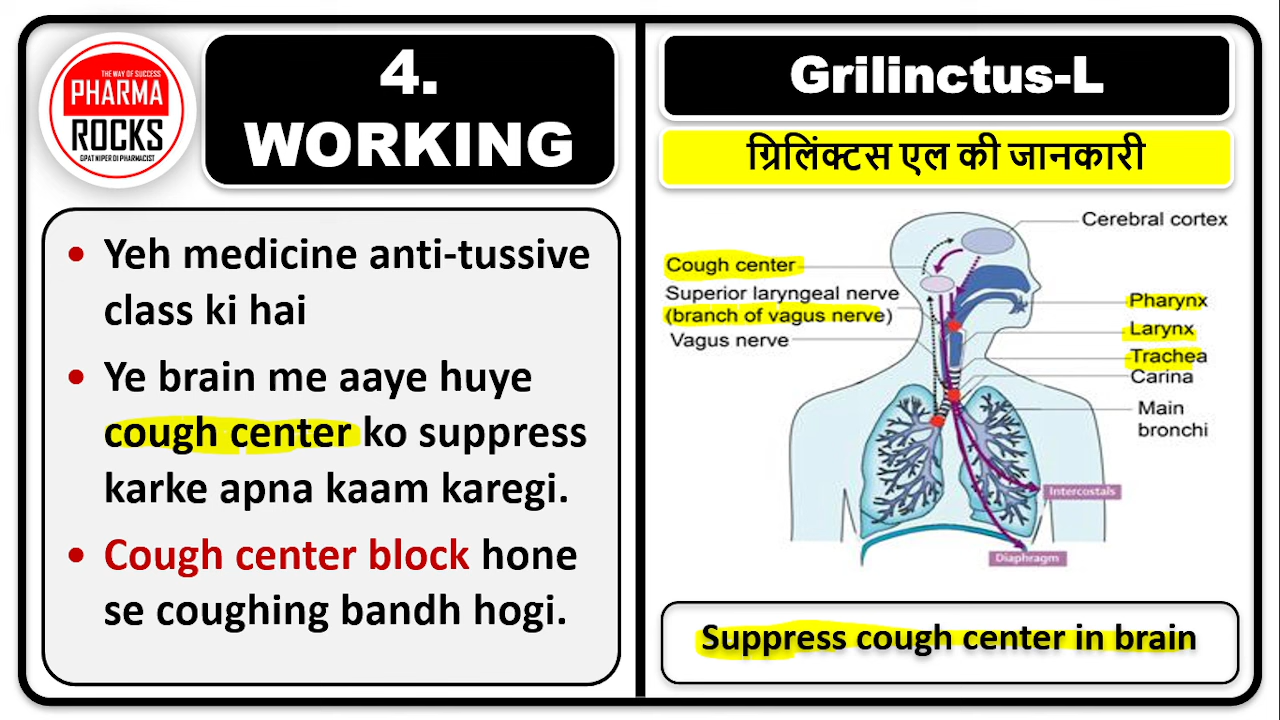 THE WAY OF SUCCESS
PHARMA
ROCKS
GPAT NIPER DI PHARMACIST
4.
WORKING
• Yeh medicine anti-tussive
class ki hai
• Ye brain me aaye huye
cough center ko suppress
karke apna kaam karegi.
• Cough center block hone
se coughing bandh hogi.
Grilinctus-L
ग्रिलिंक्टस एल की जानकारी
Cerebral cortex
Cough center
Superior laryngeal nerve
(branch of vagus nerve)
Vagus nerve
Pharynx
Larynx
Trachea
Carina
Main
bronchi
Intercostals
Diaphragm
Suppress cough center in brain